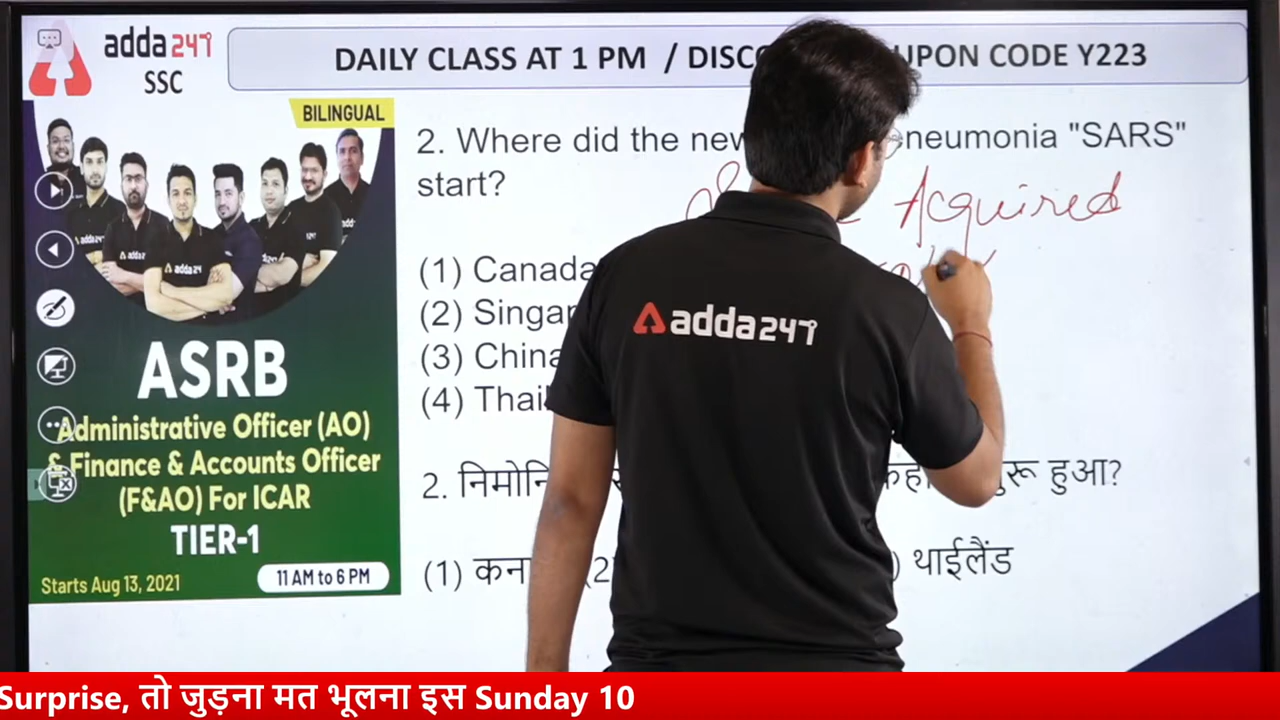 adda247
SSC
DAILY CLASS AT 1 PM / DISCO UPON CODE Y223
BILINGUAL
ASRB
Administrative Officer (AO)
& Finance & Accounts Officer
(F&AO) For ICAR
TIER-1
Starts Aug 13, 2021
11 AM to 6 PM
2. Where did the new pneumonia "SARS"
start?
Acquired
(1) Canada
(2) Singap
(3) China
(4) Thail
2. निमोनि कहा शुरू हुआ?
(1) कन (2) थाईलैंड
adda247
Surprise, तो जुड़ना मत भूलना इस Sunday 10